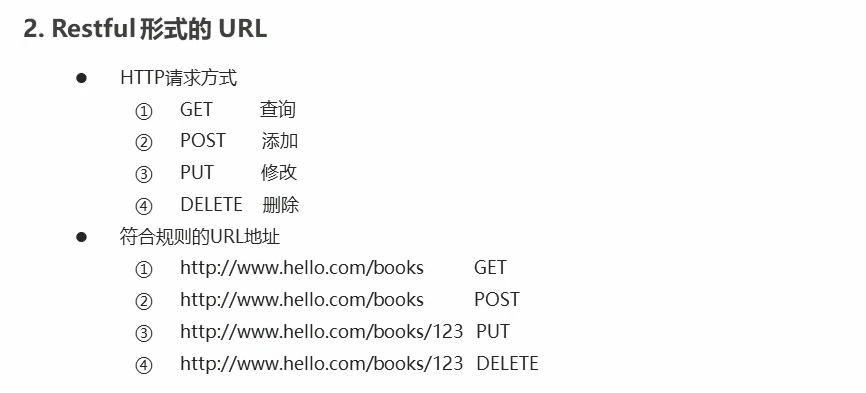 2. Restful 形式的 URL
● HTTP请求方式
① GET 查询
② POST 添加
③ PUT 修改
④ DELETE 删除
● 符合规则的URL地址
① http://www.hello.com/books GET
② http://www.hello.com/books POST
③ http://www.hello.com/books/123 PUT
④ http://www.hello.com/books/123 DELETE